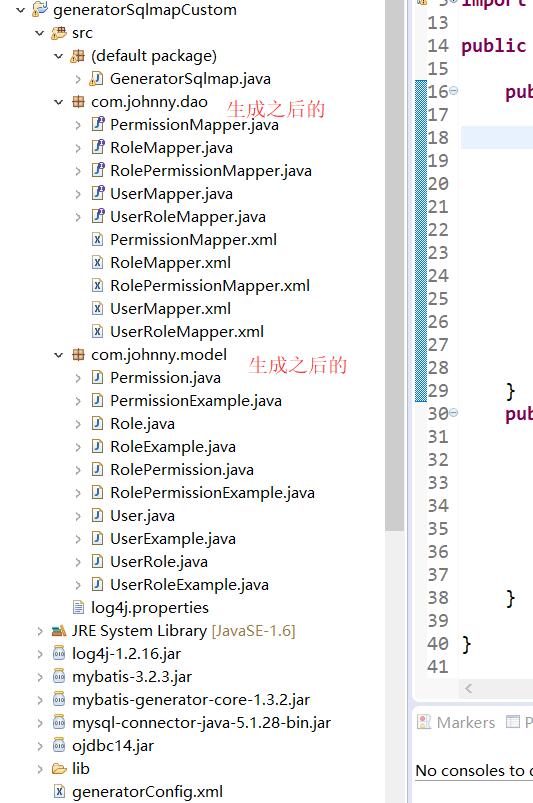 generatorSqlmapCustom
src
(default package)
GeneratorSqlmap.java
com.johnny.dao 生成之后的
PermissionMapper.java
RoleMapper.java
RolePermissionMapper.java
UserMapper.java
UserRoleMapper.java
PermissionMapper.xml
RoleMapper.xml
RolePermissionMapper.xml
UserMapper.xml
UserRoleMapper.xml
com.johnny.model 生成之后的
Permission.java
PermissionExample.java
Role.java
RoleExample.java
RolePermission.java
RolePermissionExample.java
User.java
UserExample.java
UserRole.java
UserRoleExample.java
log4j.properties
JRE System Library [JavaSE-1.6]
log4j-1.2.16.jar
mybatis-3.2.3.jar
mybatis-generator-core-1.3.2.jar
mysql-connector-java-5.1.28-bin.jar
ojdbc14.jar
lib
generatorConfig.xml
import
13
14 public
15
16 pu
17
18
19
20
21
22
23
24
25
26
27
28
29 }
30 pu
31
32
33
34
35
36
37
38 }
39
40 }
41
Markers P
No consoles to